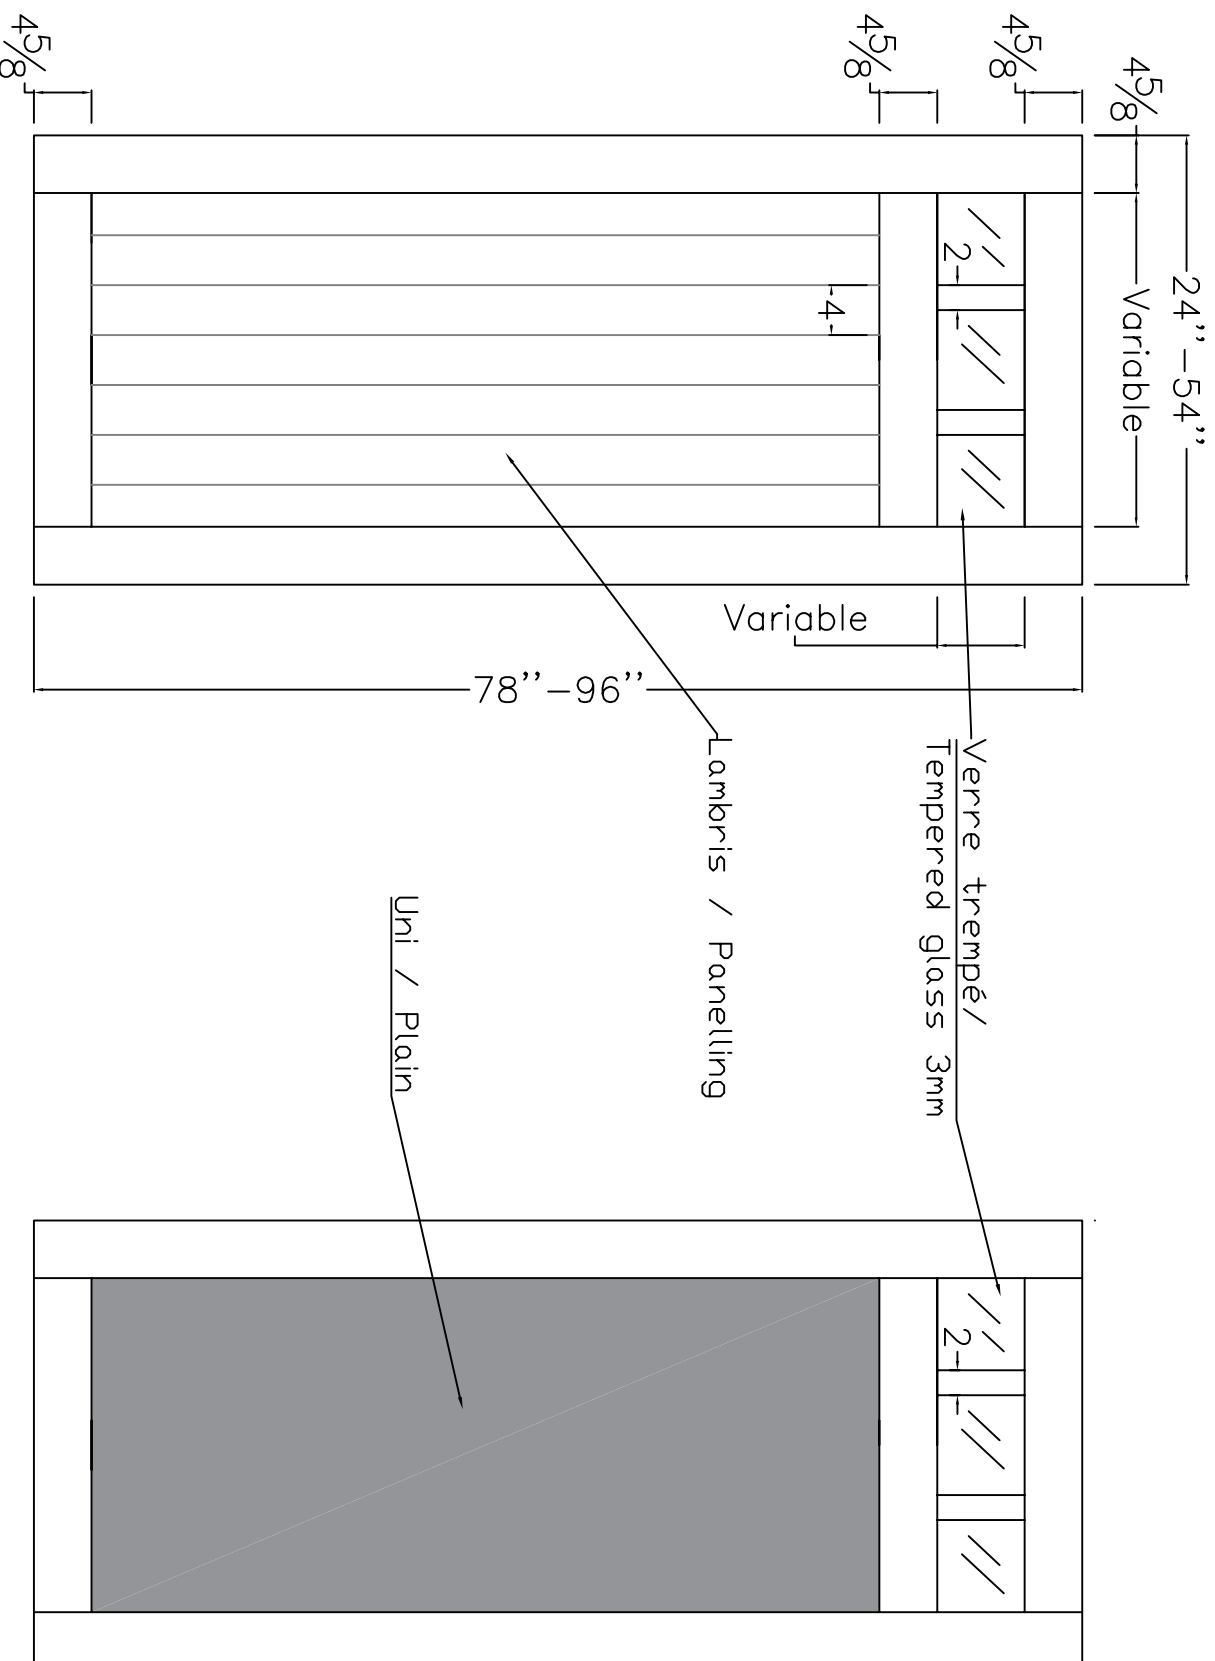 24''-54''
Variable
4 5/8
4 5/8
4 5/8
4 5/8
2
4
Variable
78''-96''
Verre trempé/
Tempered glass 3mm
Lambris / Panelling
Uni / Plain
2